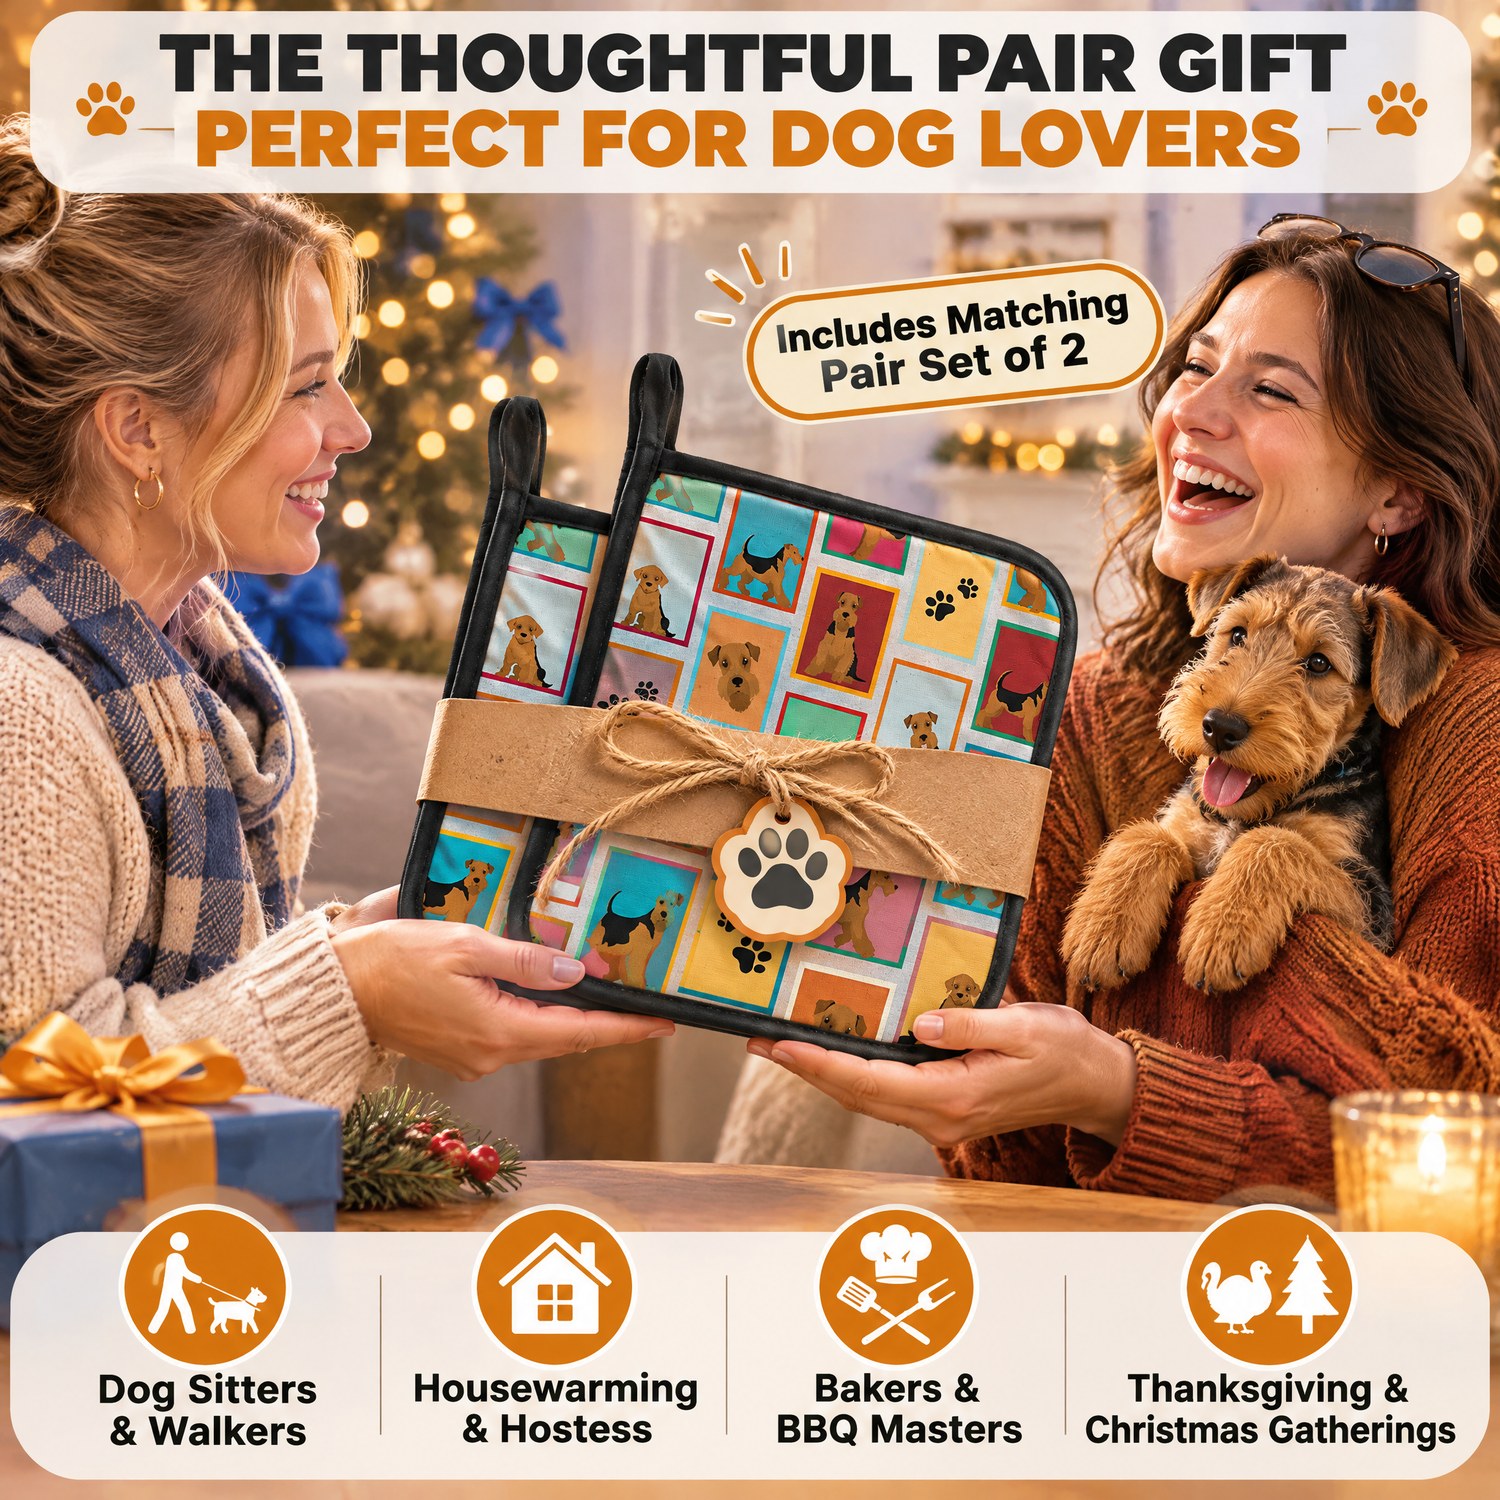 THE THOUGHTFUL PAIR GIFT
PERFECT FOR DOG LOVERS
Includes Matching
Pair Set of 2
Dog Sitters
& Walkers
Housewarming
& Hostess
Bakers &
BBQ Masters
Thanksgiving &
Christmas Gatherings